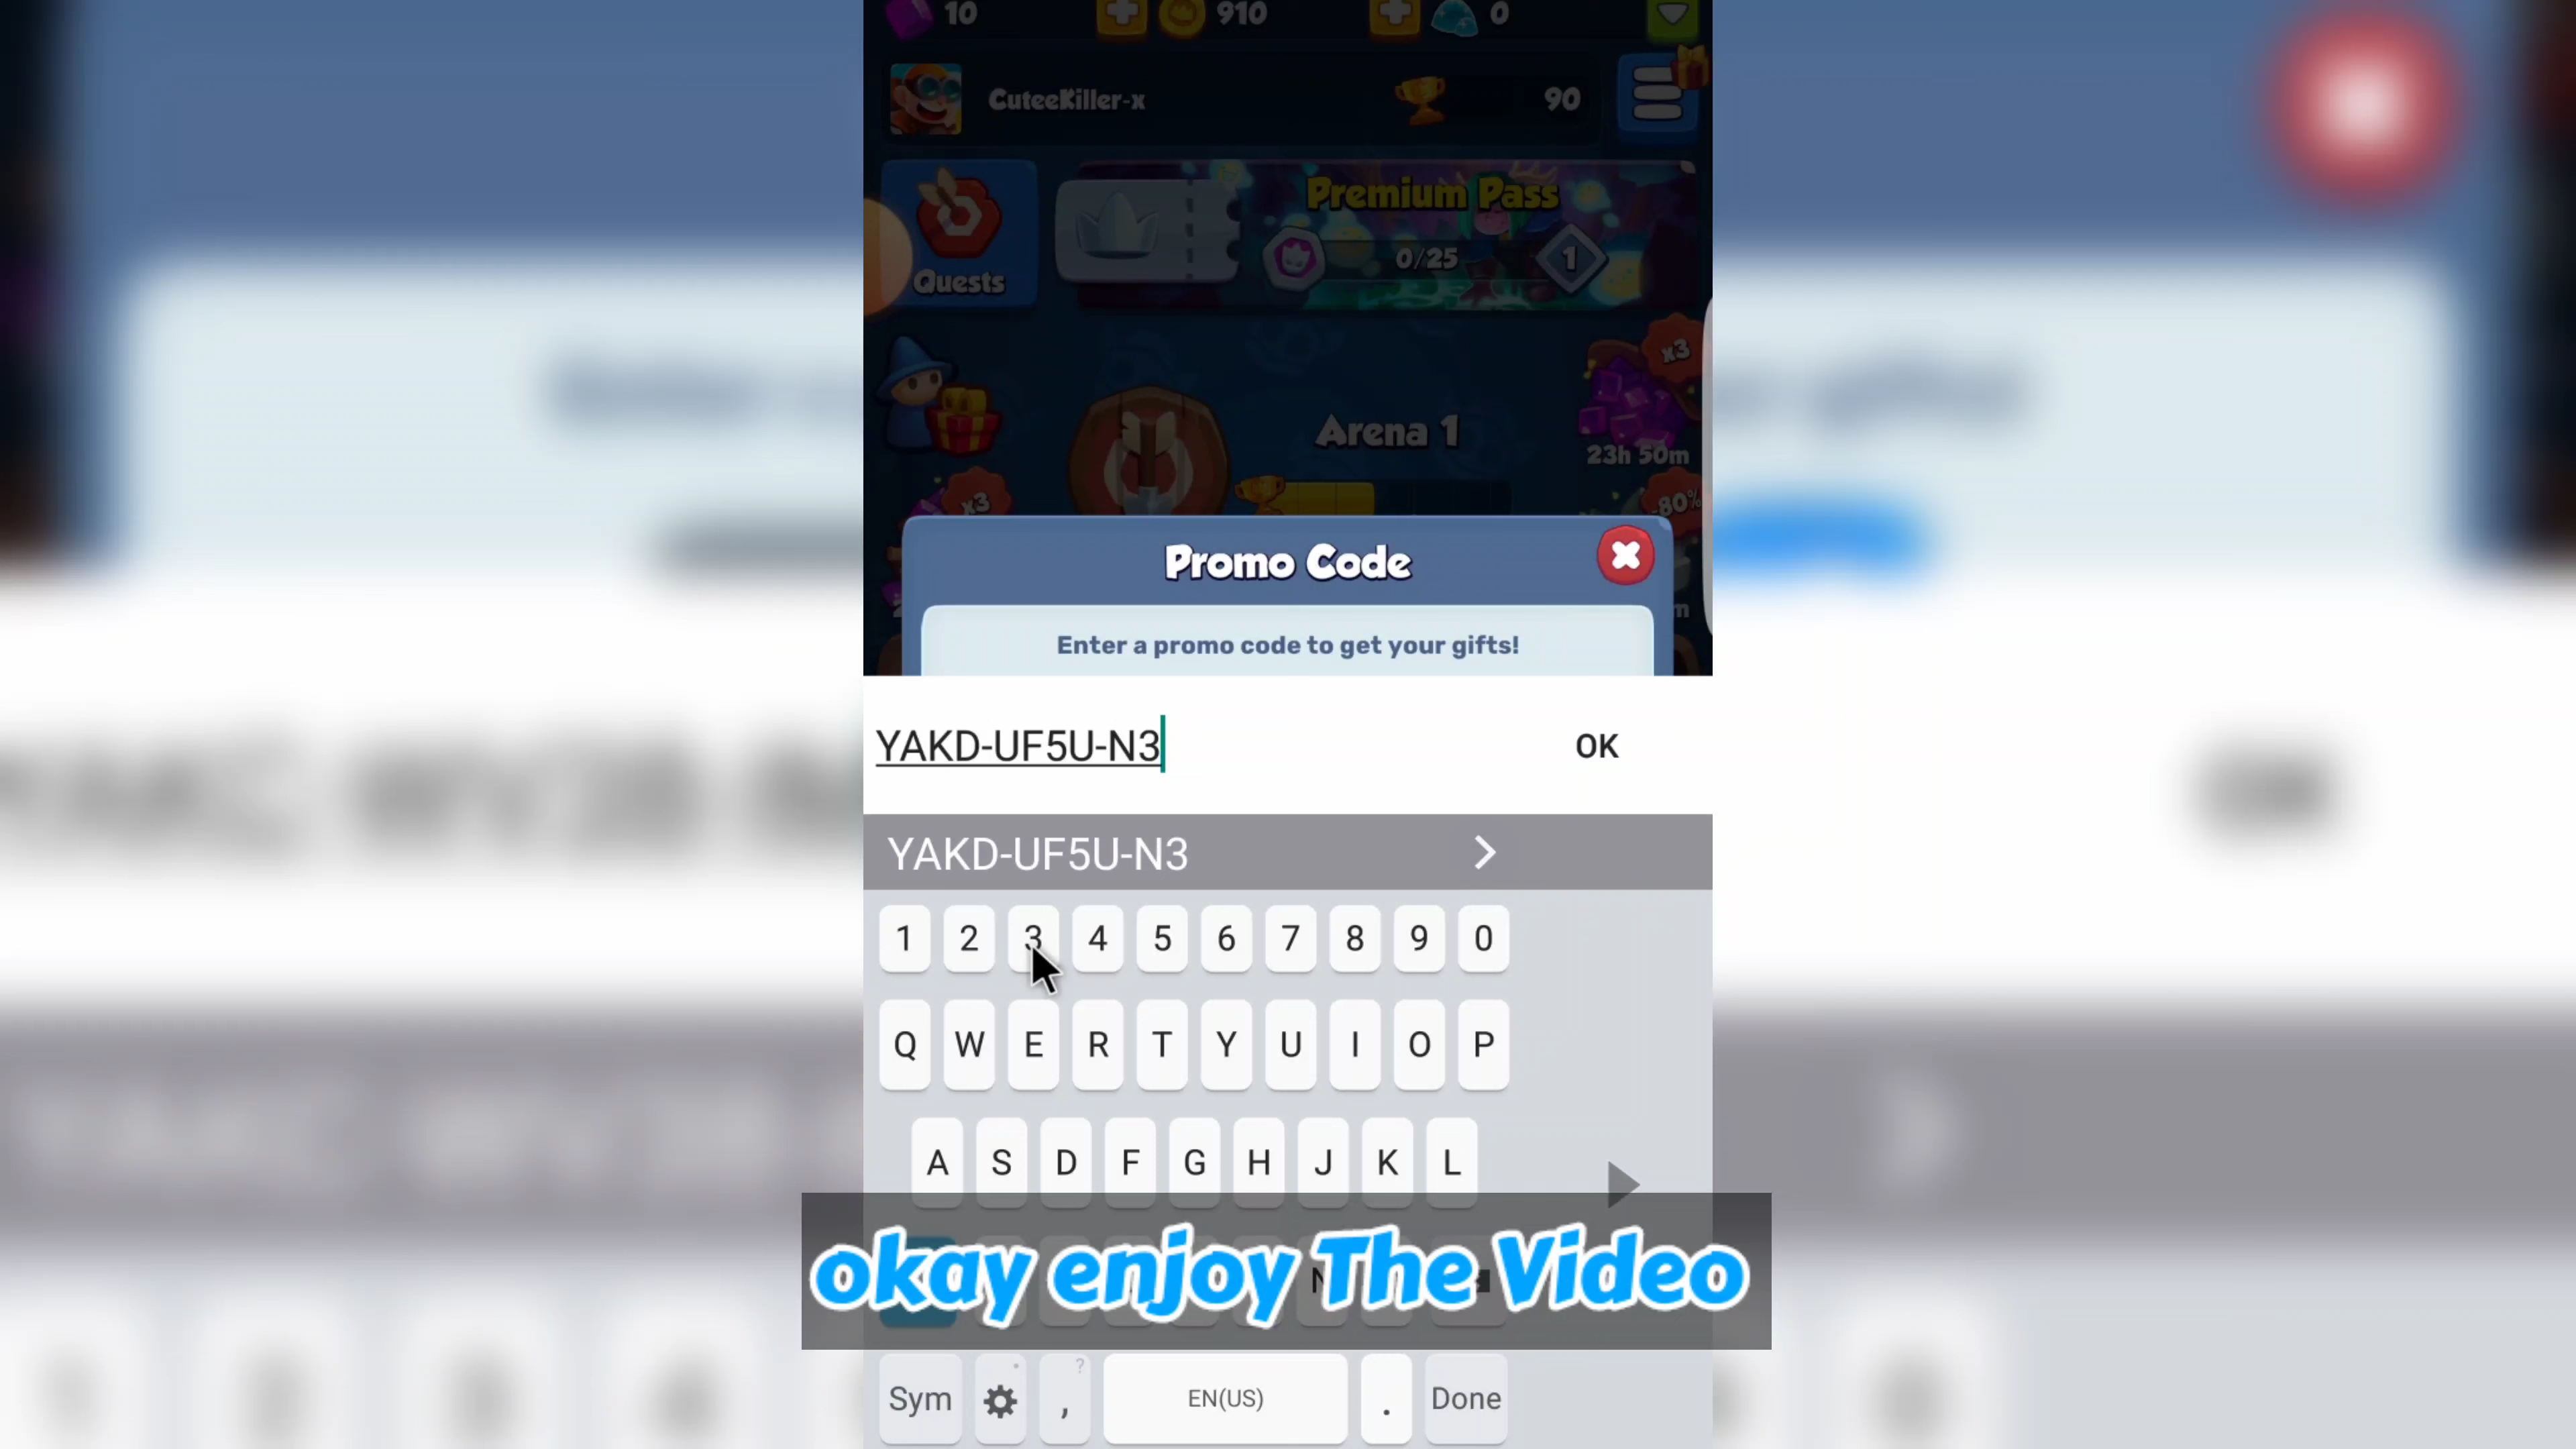 10
910
0
CuteeKiller-x
90
Premium Pass
0/25
1
Quests
x3
Arena 1
23h 50m
x3
-80%
Promo Code
Enter a promo code to get your gifts!
YAKD-UF5U-N3
OK
YAKD-UF5U-N3
1 2 3 4 5 6 7 8 9 0
Q W E R T Y U I O P
A S D F G H J K L
okay enjoy The Video
Sym , ? EN(US) . Done